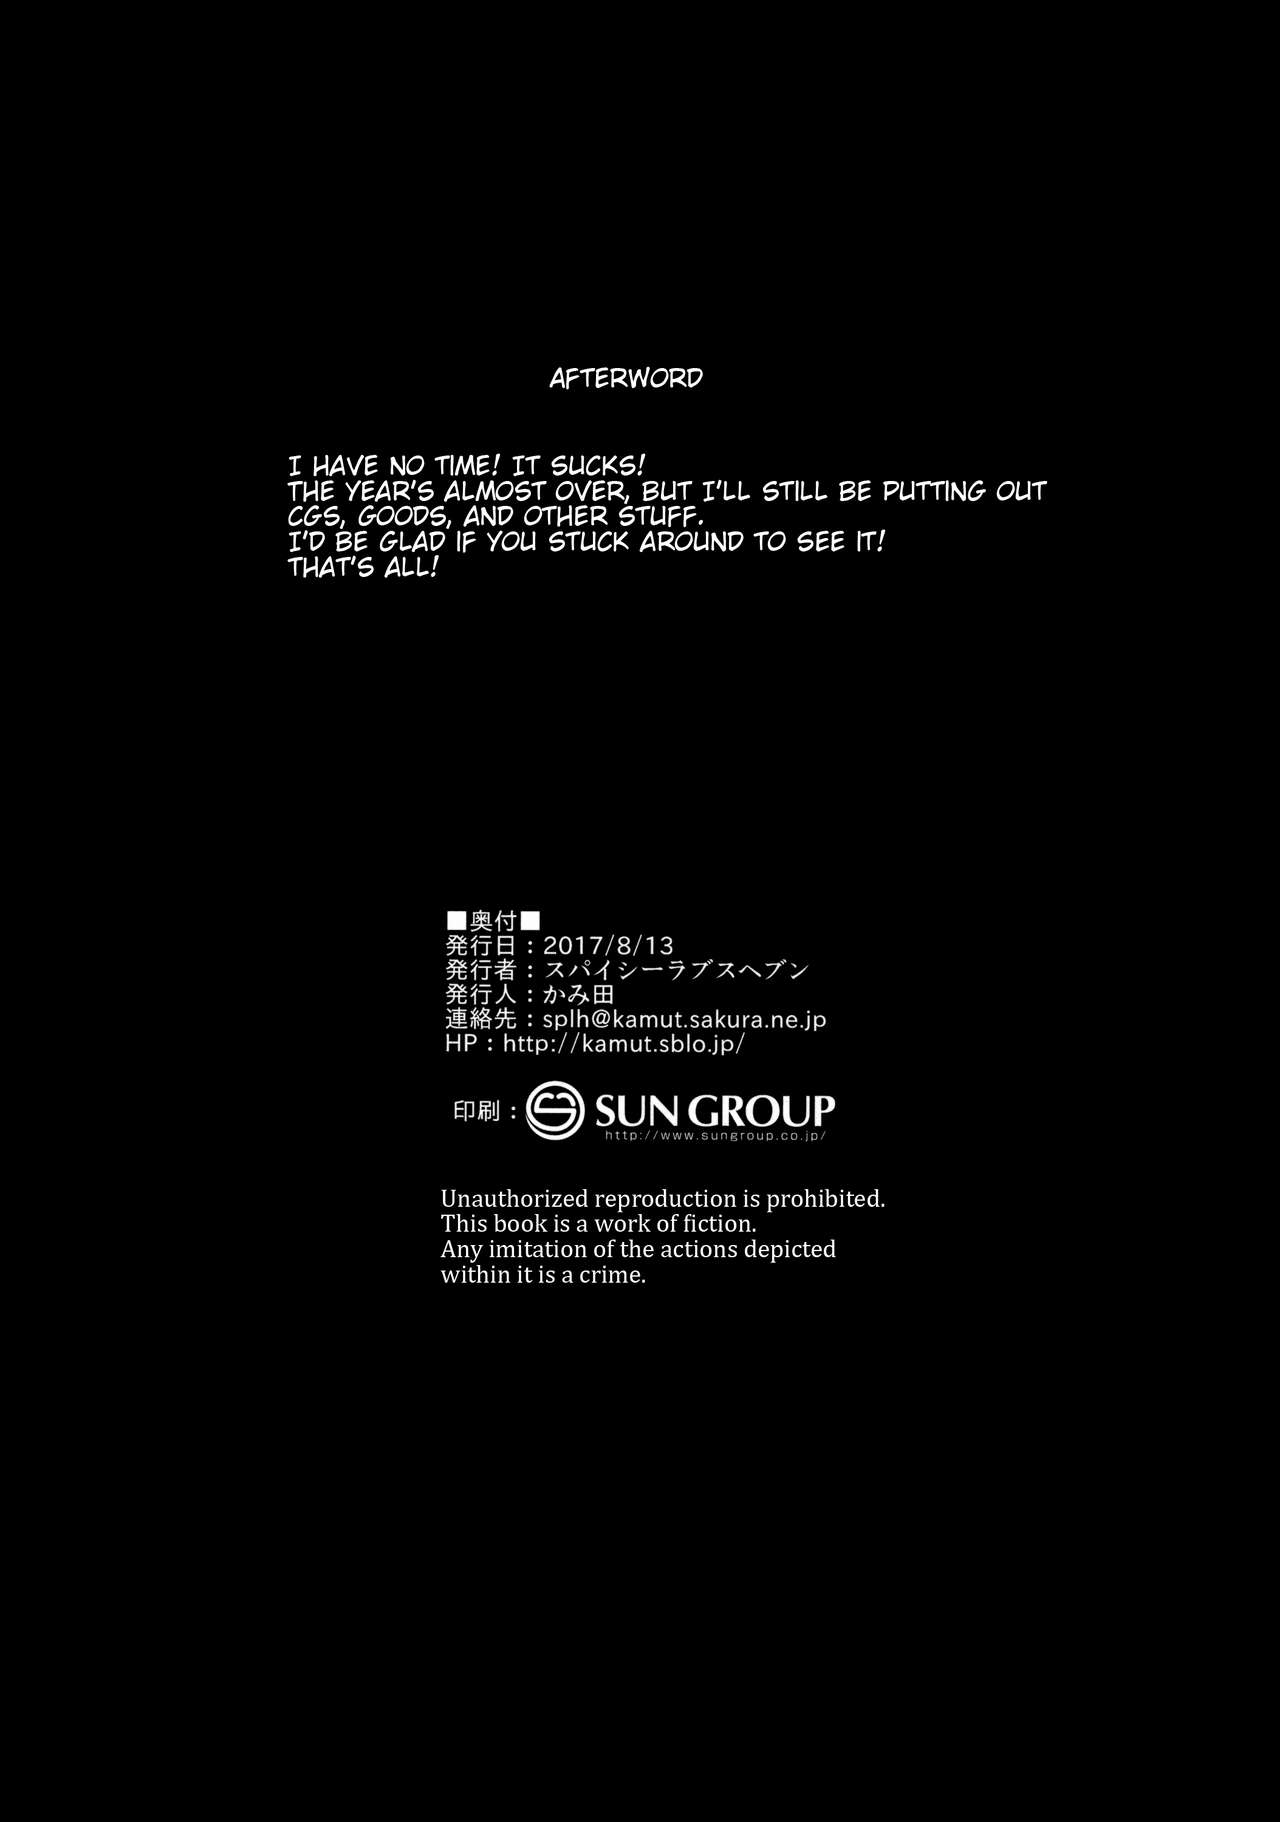 AFTERWORD
I HAVE NO TIME! IT SUCKS!
THE YEAR'S ALMOST OVER, BUT I'LL STILL BE PUTTING OUT
CGS, GOODS, AND OTHER STUFF.
I'D BE GLAD IF YOU STUCK AROUND TO SEE IT!
THAT'S ALL!
■奥付■
発行日：2017/8/13
発行者：スパイシーラブスヘブン
発行人：かみ田
連絡先：splh@kamut.sakura.ne.jp
HP：http://kamut.sblo.jp/
印刷：SUN GROUP
http://www.sungroup.co.jp/
Unauthorized reproduction is prohibited.
This book is a work of fiction.
Any imitation of the actions depicted
within it is a crime.